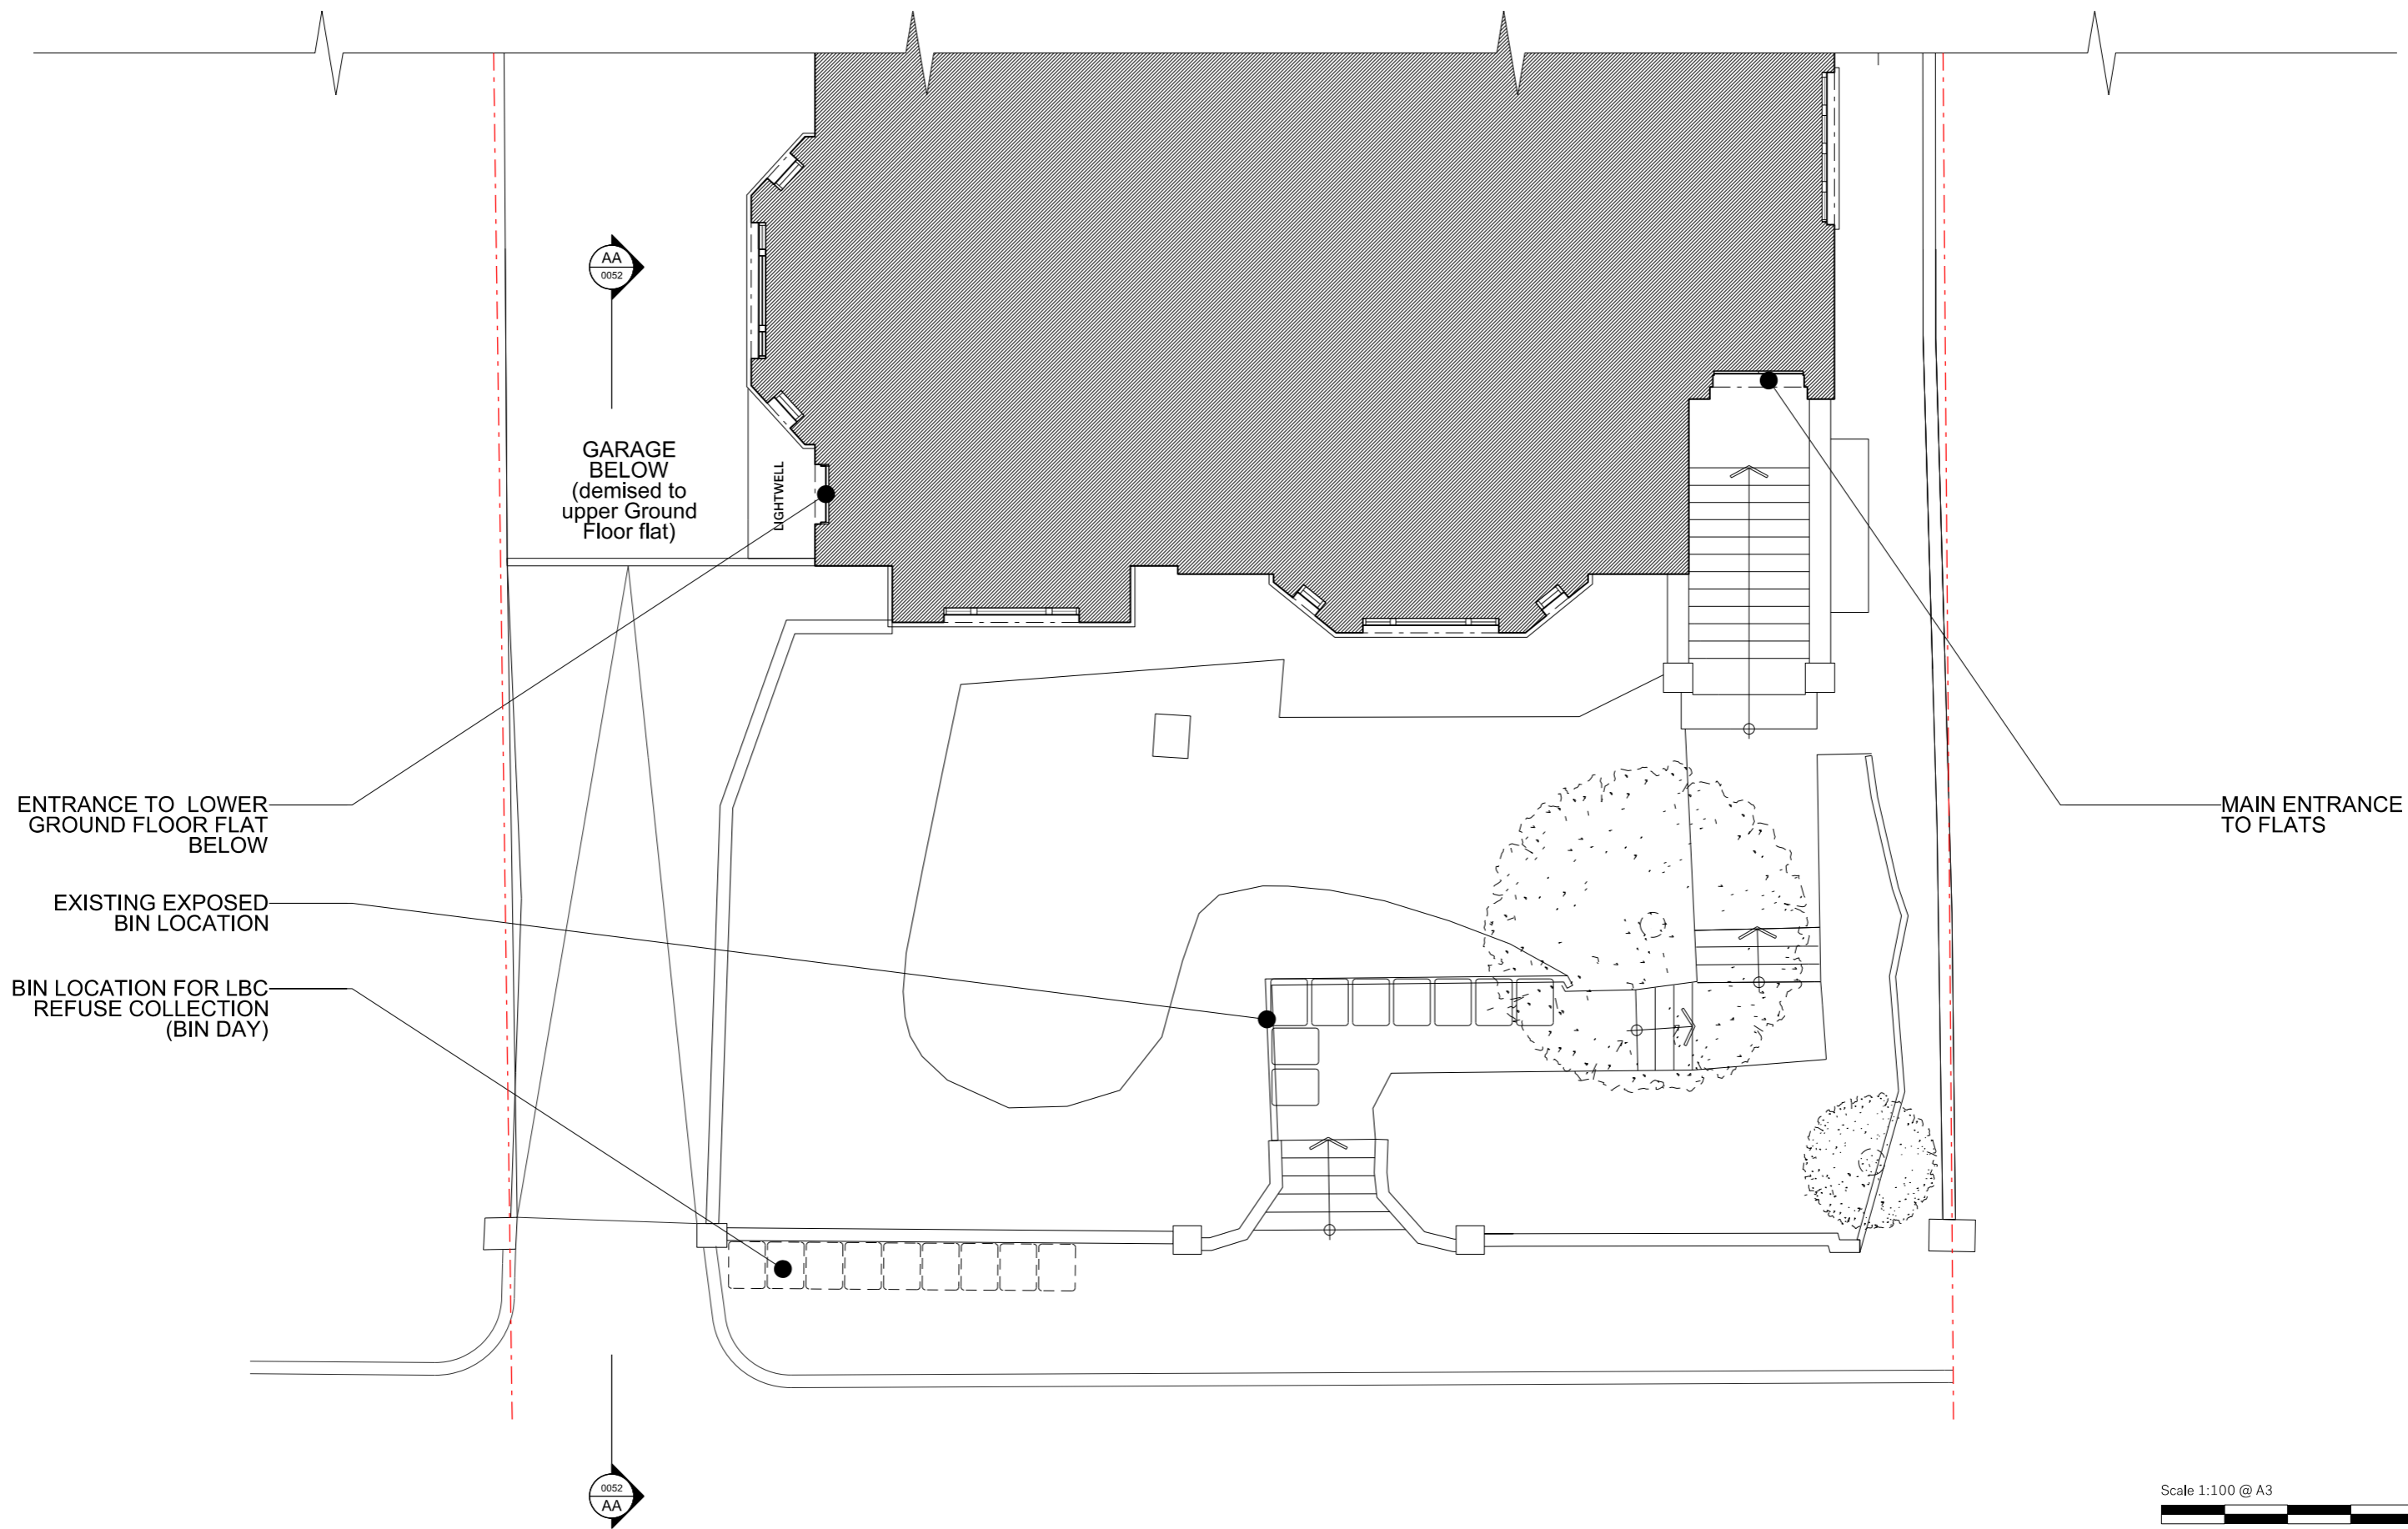 AA
0052
GARAGE
BELOW
(demised to
upper Ground
Floor flat)
LIGHTWELL
ENTRANCE TO LOWER
GROUND FLOOR FLAT
BELOW
MAIN ENTRANCE
TO FLATS
EXISTING EXPOSED
BIN LOCATION
BIN LOCATION FOR LBC
REFUSE COLLECTION
(BIN DAY)
0052
AA
Scale 1:100 @ A3